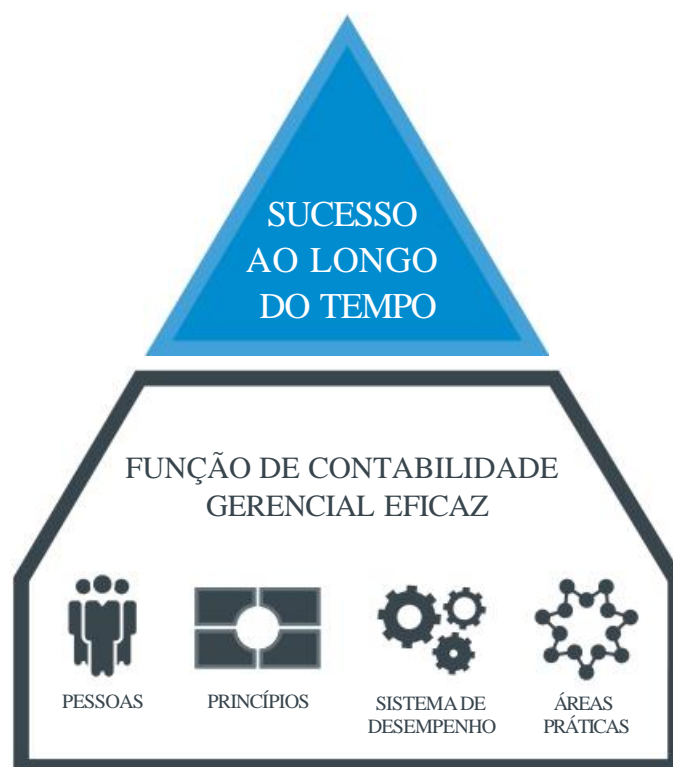 SUCESSO
AO LONGO
DO TEMPO
FUNÇÃO DE CONTABILIDADE
GERENCIAL EFICAZ
PESSOAS
PRINCÍPIOS
SISTEMA DE
DESEMPENHO
ÁREAS
PRÁTICAS